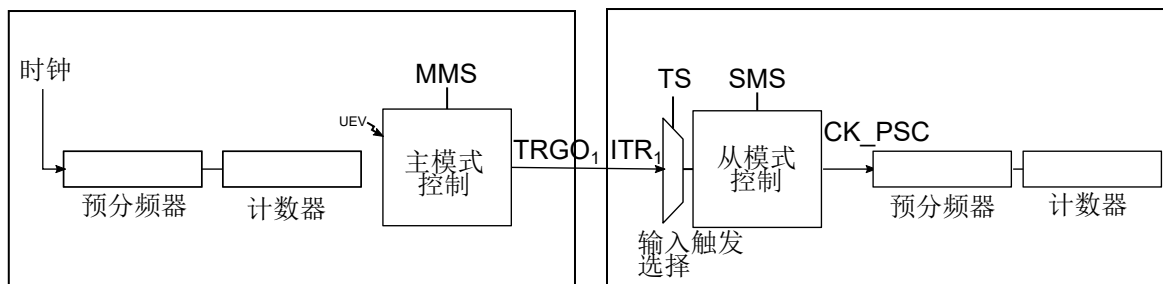 时钟
MMS
UEV
主模式
控制
TRGO1
预分频器
计数器
ITR1
TS
SMS
从模式
控制
CK_PSC
输入触发
选择
预分频器
计数器